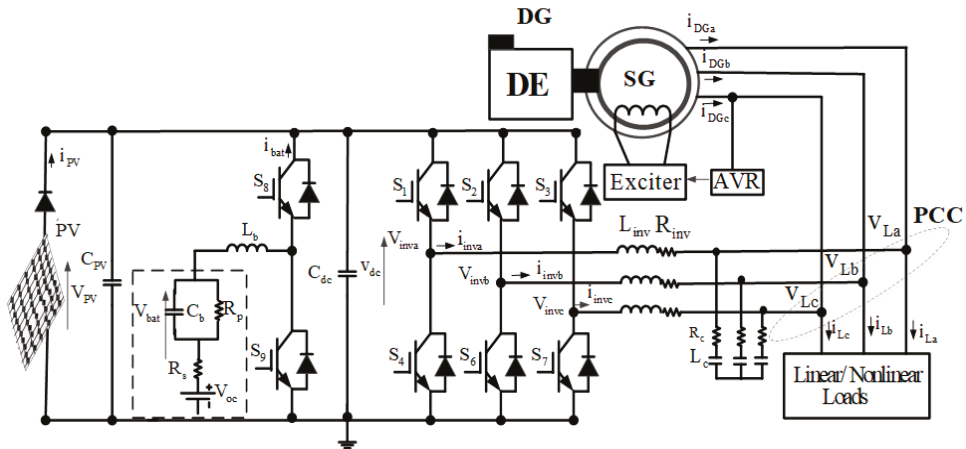 DG
DE
SG
i_DGa
i_DGb
i_DGc
Exciter
AVR
PCC
i_PV
i_bat
S_8
S_1
S_2
S_3
PV
L_b
C_PV
V_PV
V_bat
C_b
R_p
R_s
V_oc
+
-
S_9
C_dc
v_dc
V_inva
i_inva
V_invb
i_invb
V_invc
i_invc
L_inv R_inv
V_La
V_Lb
V_Lc
S_4
S_6
S_7
R_c
L_c
i_Lc
i_Lb
i_La
Linear/ Nonlinear
Loads